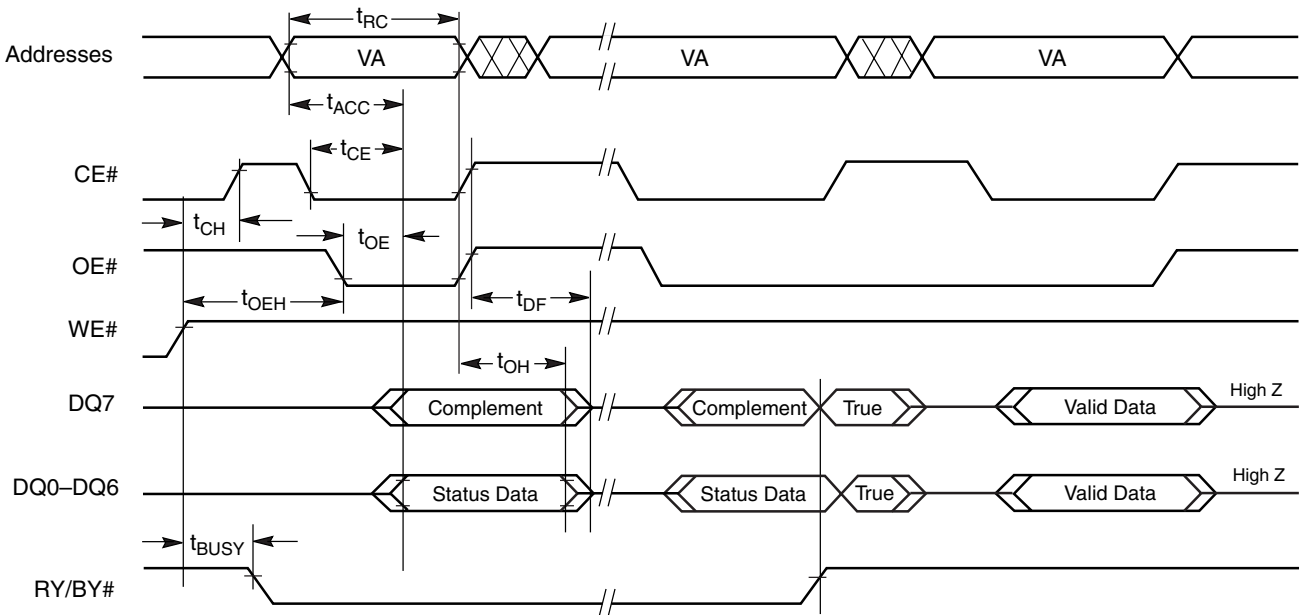 tRC
Addresses VA VA VA
tACC
tCE
CE#
tCH
tOE
OE#
tOEH
tDF
WE#
tOH
DQ7 Complement Complement True Valid Data High Z
DQ0–DQ6 Status Data Status Data True Valid Data High Z
tBUSY
RY/BY#